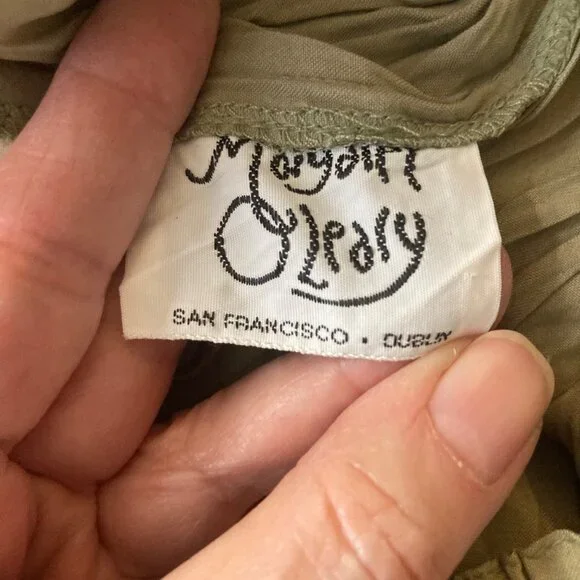 Margaret
O'Leary
SAN FRANCISCO · DUBLIN